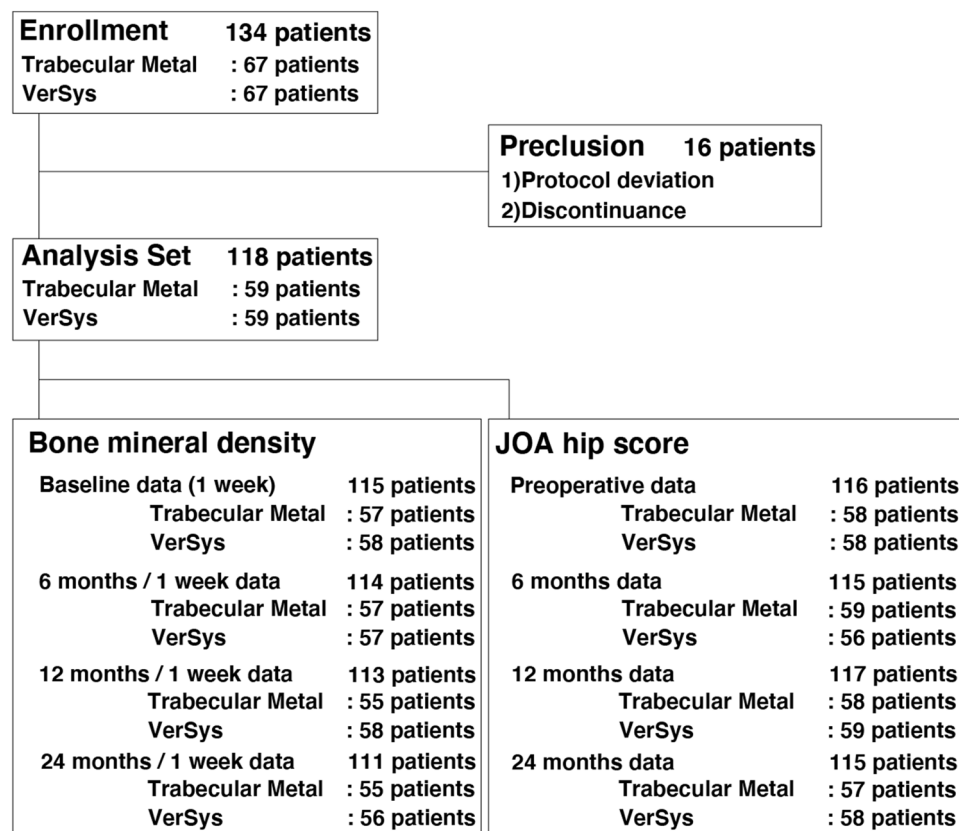 Enrollment 134 patients
Trabecular Metal : 67 patients
VerSys : 67 patients
Preclusion 16 patients
1)Protocol deviation
2)Discontinuance
Analysis Set 118 patients
Trabecular Metal : 59 patients
VerSys : 59 patients
Bone mineral density
Baseline data (1 week) 115 patients
Trabecular Metal : 57 patients
VerSys : 58 patients
6 months / 1 week data 114 patients
Trabecular Metal : 57 patients
VerSys : 57 patients
12 months / 1 week data 113 patients
Trabecular Metal : 55 patients
VerSys : 58 patients
24 months / 1 week data 111 patients
Trabecular Metal : 55 patients
VerSys : 56 patients
JOA hip score
Preoperative data 116 patients
Trabecular Metal : 58 patients
VerSys : 58 patients
6 months data 115 patients
Trabecular Metal : 59 patients
VerSys : 56 patients
12 months data 117 patients
Trabecular Metal : 58 patients
VerSys : 59 patients
24 months data 115 patients
Trabecular Metal : 57 patients
VerSys : 58 patients